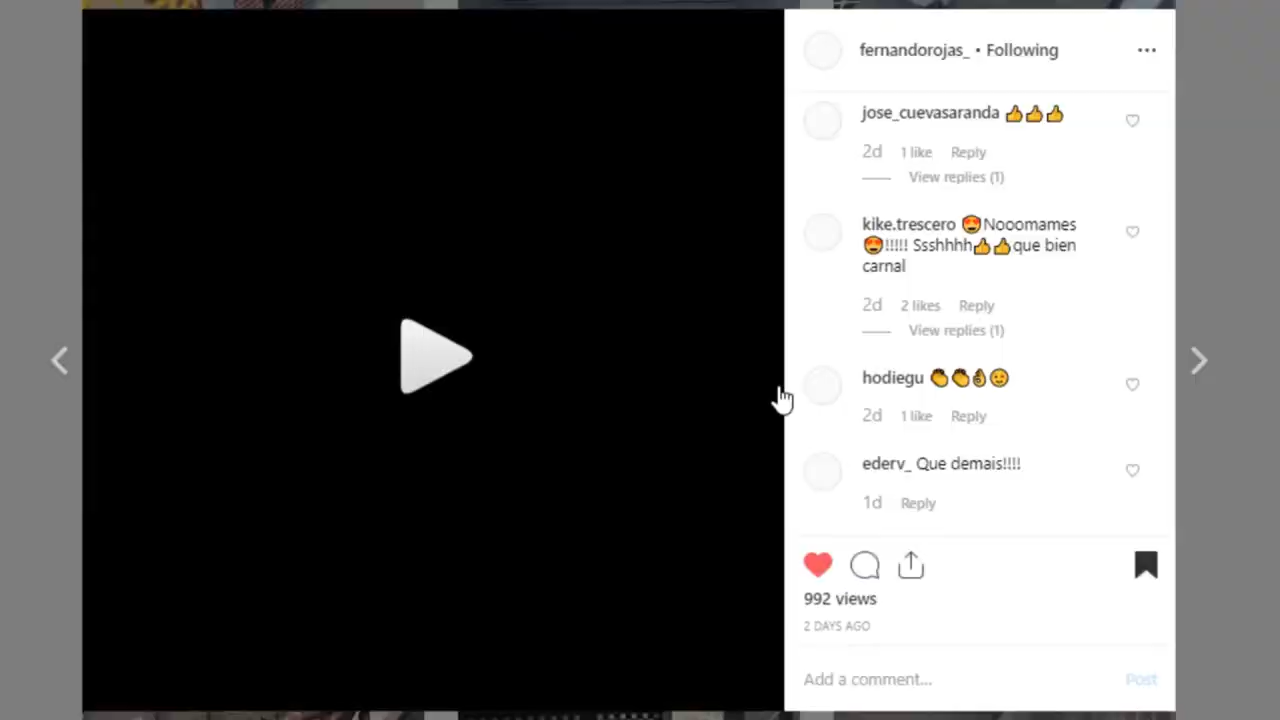 fernandorojas_ • Following
jose_cuevasaranda 👍👍👍
2d 1 like Reply
View replies (1)
kike.trescero 😍Nooomames
😍!!!!! Ssshhhh👍👍que bien
carnal
2d 2 likes Reply
View replies (1)
hodiegu 👏👏👌😉
2d 1 like Reply
ederv_ Que demais!!!!
1d Reply
992 views
2 DAYS AGO
Add a comment... Post